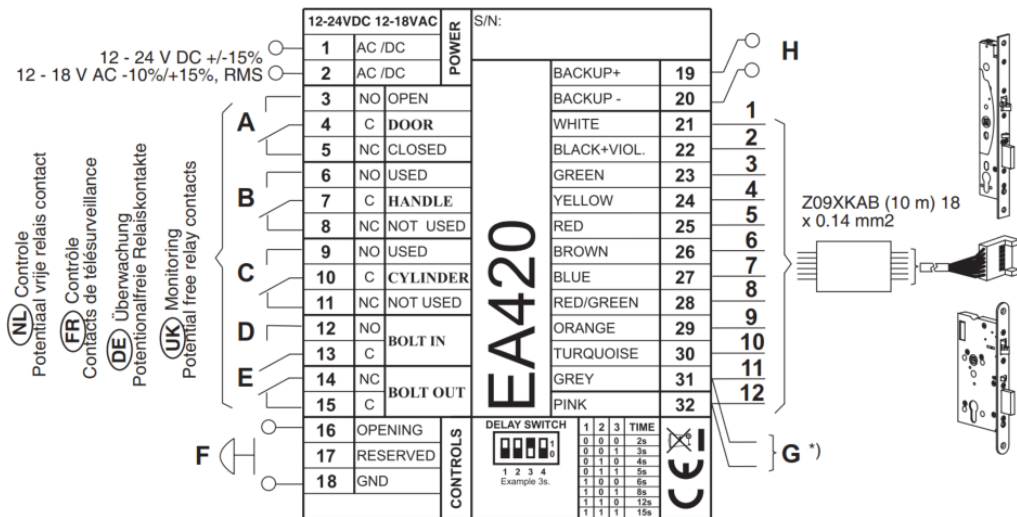 12 - 24 V DC +/-15%
12 - 18 V AC -10%/+15%, RMS
12-24VDC 12-18VAC
POWER
1 AC /DC
2 AC /DC
3 NO OPEN
4 C DOOR
5 NC CLOSED
6 NO USED
7 C HANDLE
8 NC NOT USED
9 NO USED
10 C CYLINDER
11 NC NOT USED
12 NO
BOLT IN
13 C
14 NC
BOLT OUT
15 C
16 OPENING
17 RESERVED
18 GND
CONTROLS
A
B
C
D
E
F
NL Controle
Potentiaal vrije relais contact
FR Contrôle
Contacts de télésurveillance
DE Überwachung
Potentionalfreie Relaiskontakte
UK Monitoring
Potential free relay contacts
S/N:
EA420
BACKUP+ 19
BACKUP - 20
WHITE 21
BLACK+VIOL. 22
GREEN 23
YELLOW 24
RED 25
BROWN 26
BLUE 27
RED/GREEN 28
ORANGE 29
TURQUOISE 30
GREY 31
PINK 32
H
1
2
3
4
5
6
7
8
9
10
11
12
G *)
Z09XKAB (10 m) 18
x 0.14 mm2
DELAY SWITCH
1
0
1 2 3 4
Example 3s.
1 2 3 TIME
0 0 0 2s
0 0 1 3s
0 1 0 4s
0 1 1 5s
1 0 0 6s
1 0 1 8s
1 1 0 12s
1 1 1 15s
CE